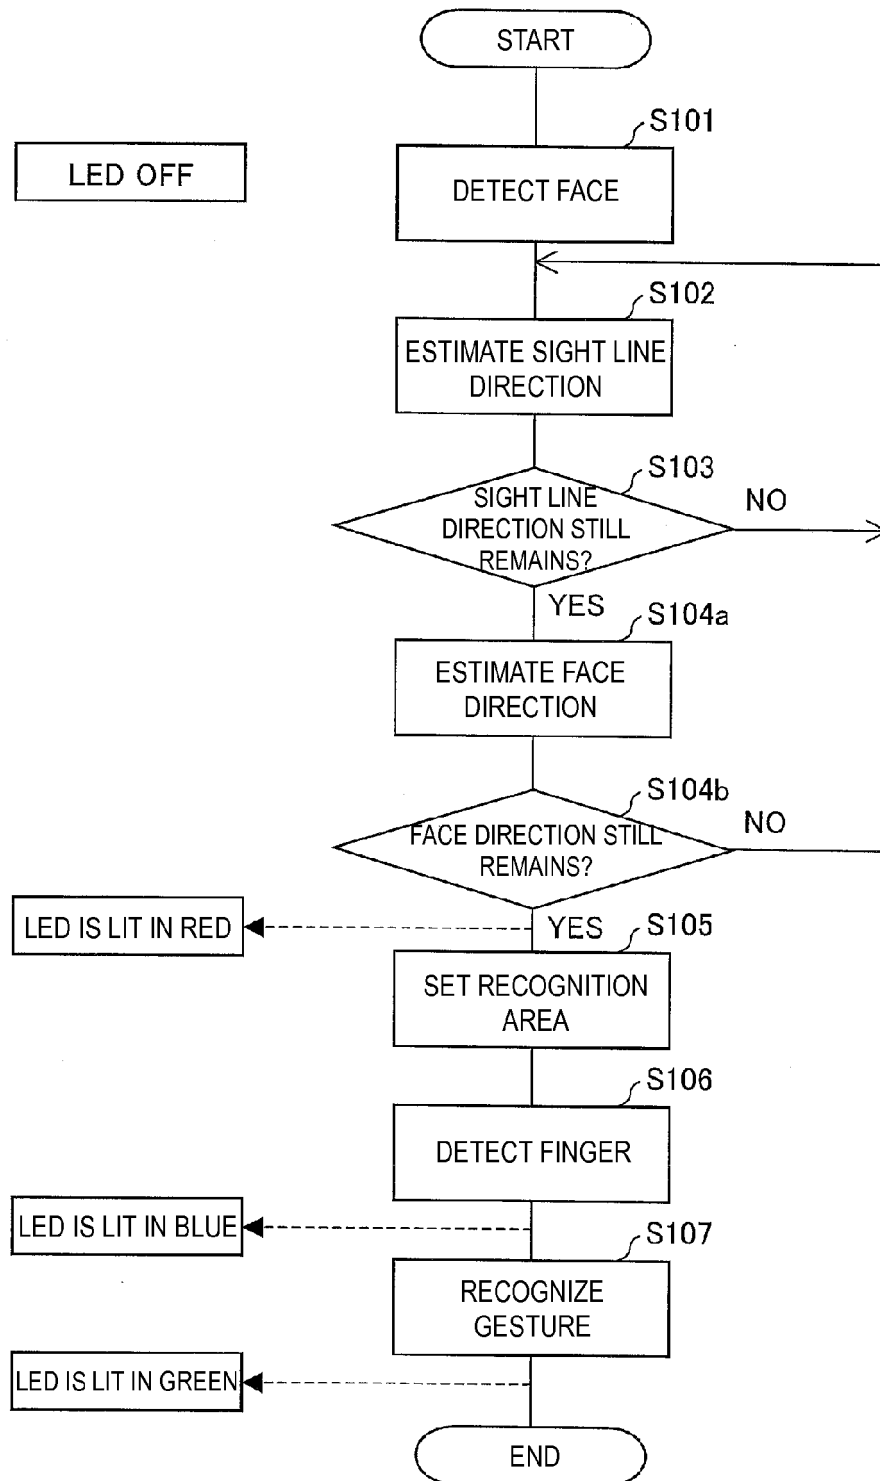 START
S101
LED OFF
DETECT FACE
S102
ESTIMATE SIGHT LINE
DIRECTION
S103
SIGHT LINE
DIRECTION STILL
REMAINS?
NO
YES
S104a
ESTIMATE FACE
DIRECTION
S104b
FACE DIRECTION STILL
REMAINS?
NO
LED IS LIT IN RED
YES
S105
SET RECOGNITION
AREA
S106
DETECT FINGER
LED IS LIT IN BLUE
S107
RECOGNIZE
GESTURE
LED IS LIT IN GREEN
END